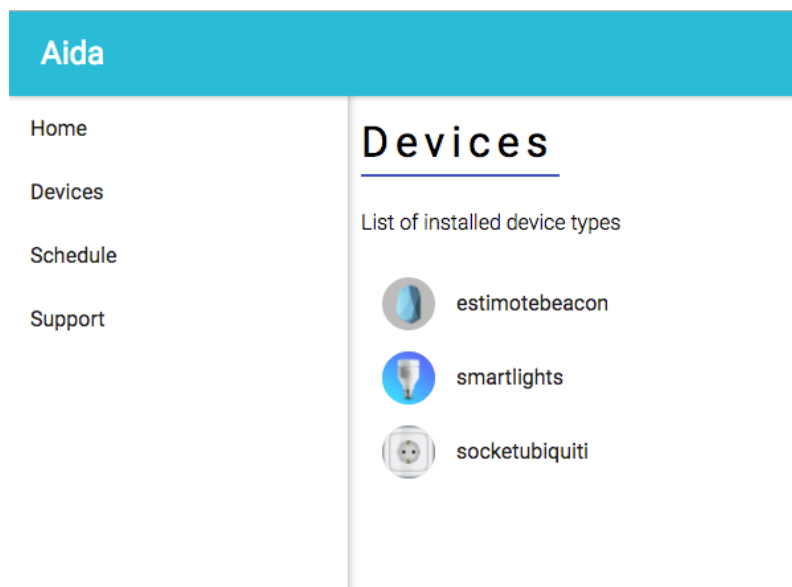 Aida
Home
Devices
Schedule
Support
Devices
List of installed device types
estimotebeacon
smartlights
socketubiquiti